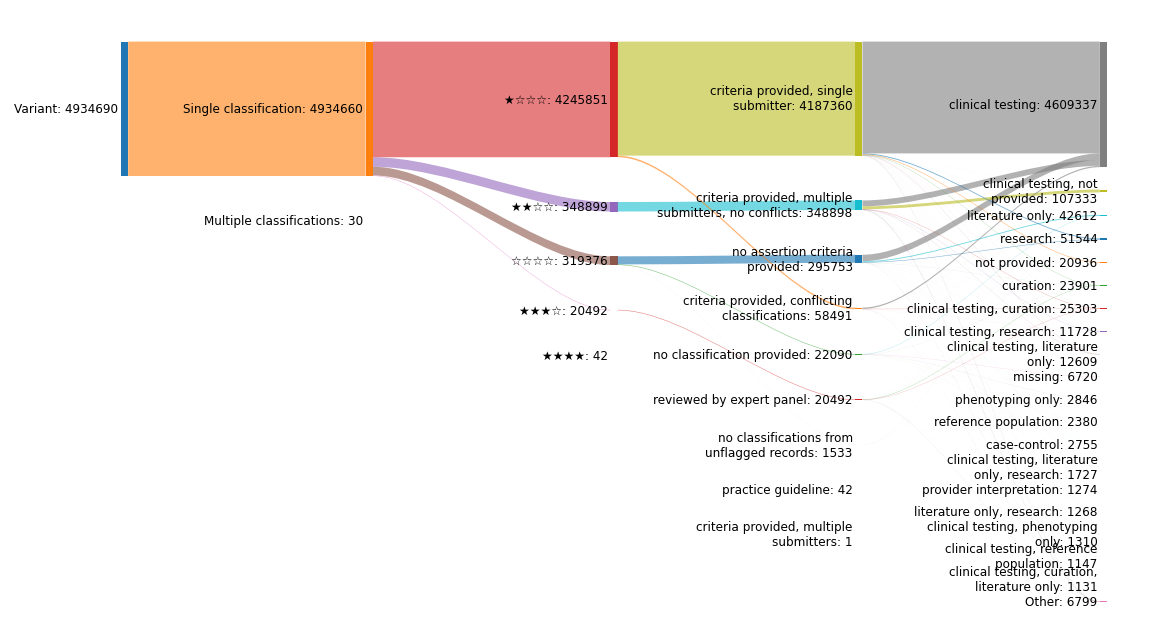 Variant: 4934690
Single classification: 4934660
Multiple classifications: 30
★☆☆☆: 4245851
★★☆☆: 348899
☆☆☆☆: 319376
★★★☆: 20492
★★★★: 42
criteria provided, single
submitter: 4187360
criteria provided, multiple
submitters, no conflicts: 348898
no assertion criteria
provided: 295753
criteria provided, conflicting
classifications: 58491
no classification provided: 22090
reviewed by expert panel: 20492
no classifications from
unflagged records: 1533
practice guideline: 42
criteria provided, multiple
submitters: 1
clinical testing: 4609337
clinical testing, not
provided: 107333
literature only: 42612
research: 51544
not provided: 20936
curation: 23901
clinical testing, curation: 25303
clinical testing, research: 11728
clinical testing, literature
only: 12609
missing: 6720
phenotyping only: 2846
reference population: 2380
case-control: 2755
clinical testing, literature
only, research: 1727
provider interpretation: 1274
literature only, research: 1268
clinical testing, phenotyping
only: 1310
clinical testing, reference
population: 1147
clinical testing, curation,
literature only: 1131
Other: 6799